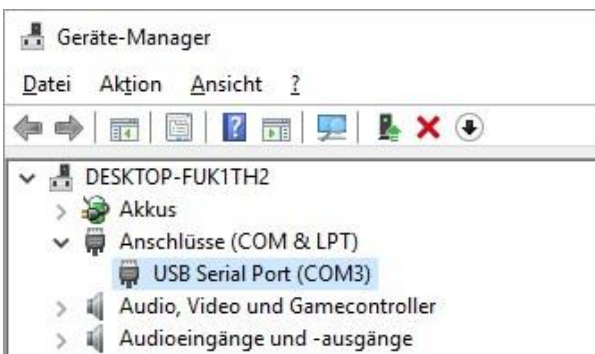 Geräte-Manager
Datei Aktion Ansicht ?
DESKTOP-FUK1TH2
Akkus
Anschlüsse (COM & LPT)
USB Serial Port (COM3)
Audio, Video und Gamecontroller
Audioeingänge und -ausgänge